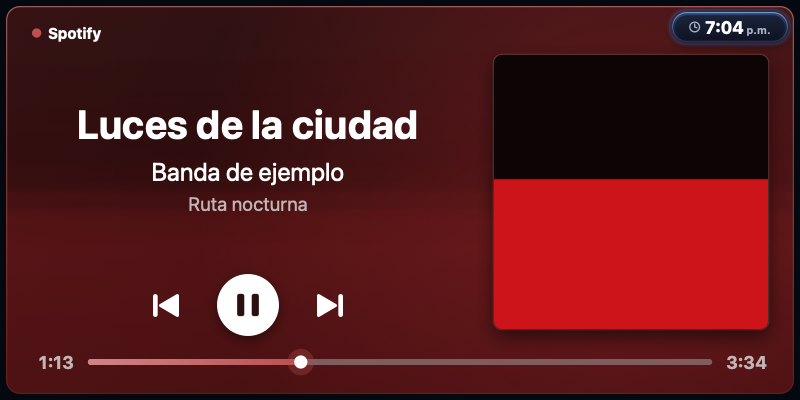 Spotify
7:04 p.m.
Luces de la ciudad
Banda de ejemplo
Ruta nocturna
1:13
3:34